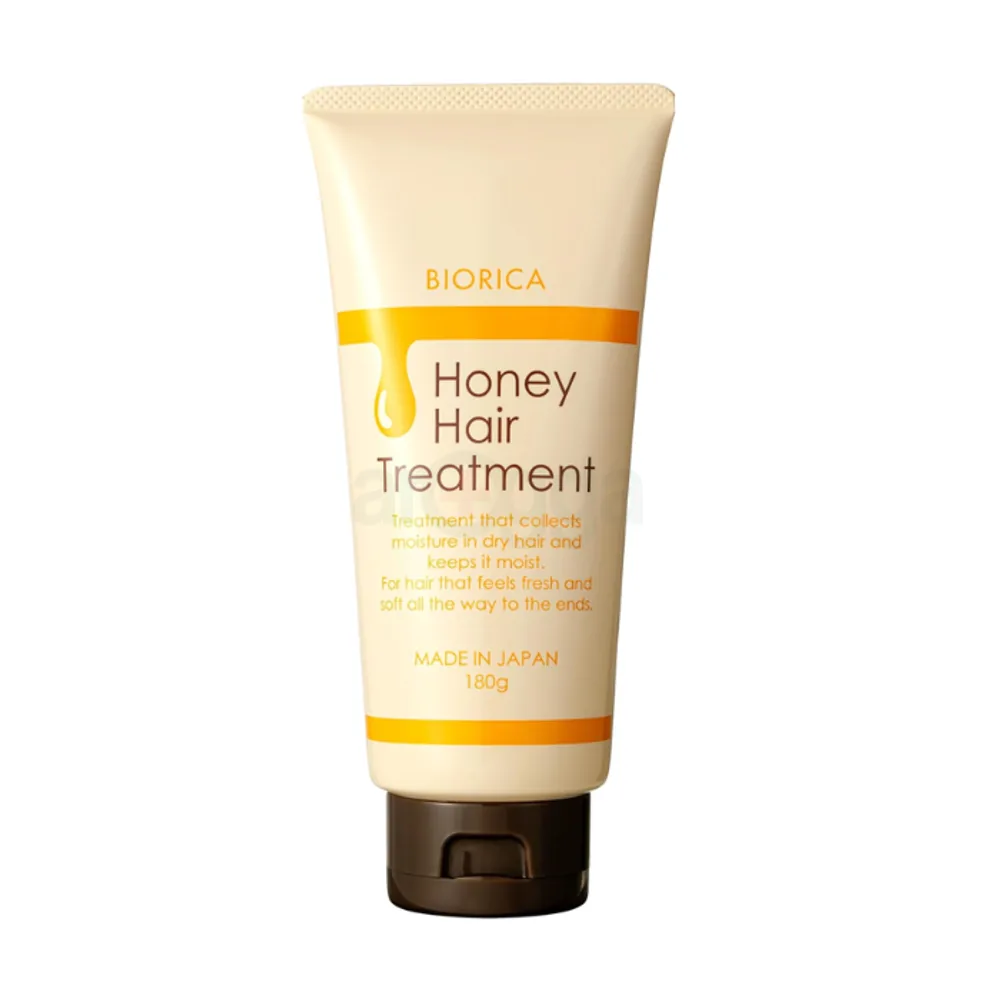 BIORICA
Honey
Hair
Treatment
Treatment that collects
moisture in dry hair and
keeps it moist.
For hair that feels fresh and
soft all the way to the ends.
MADE IN JAPAN
180g